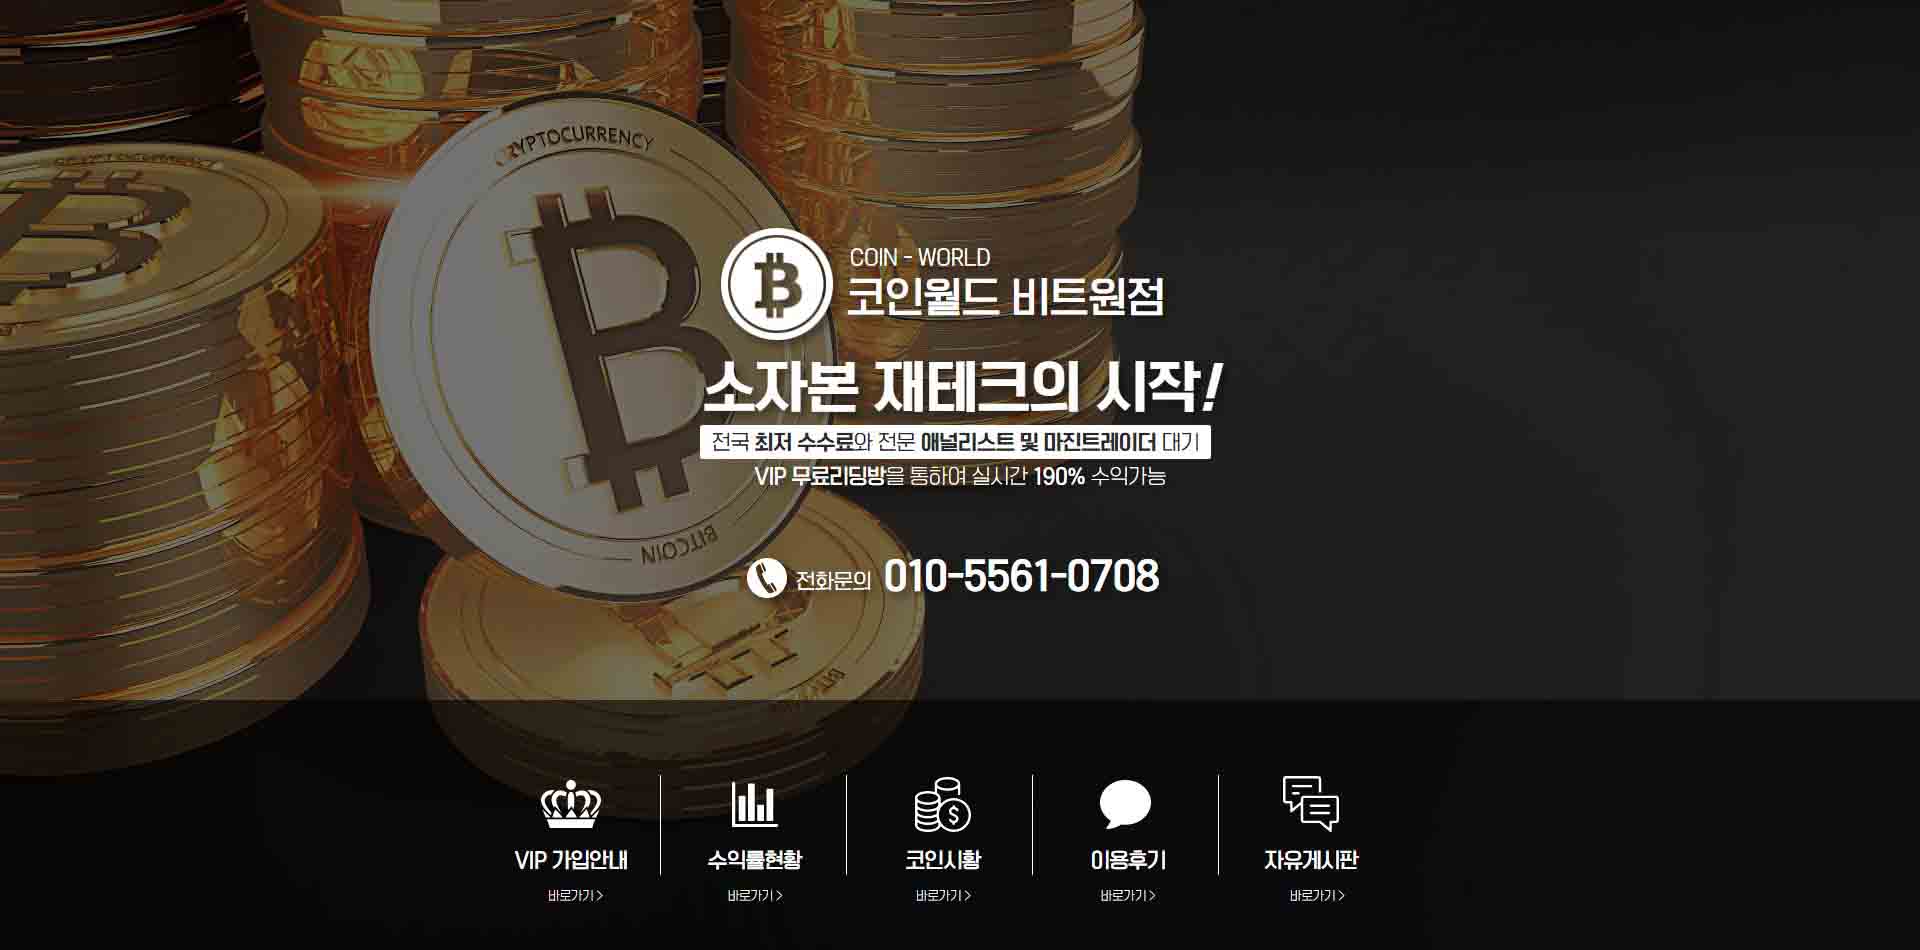 CRYPTOCURRENCY
BITCOIN
COIN - WORLD
코인월드 비트원점
소자본 재테크의 시작!
전국 최저 수수료와 전문 애널리스트 및 마진트레이더 대기
VIP 무료리딩방을 통하여 실시간 190% 수익가능
전화문의 010-5561-0708
VIP 가입안내
바로가기 >
수익률현황
바로가기 >
코인시황
바로가기 >
이용후기
바로가기 >
자유게시판
바로가기 >